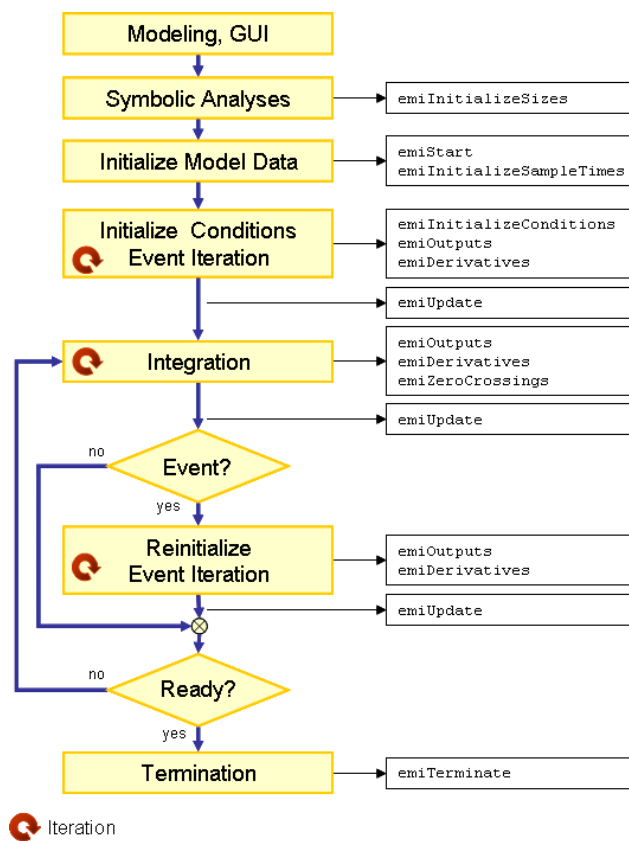 Modeling, GUI
Symbolic Analyses
emiInitializeSizes
Initialize Model Data
emiStart
emiInitializeSampleTimes
Initialize Conditions
Event Iteration
emiInitializeConditions
emiOutputs
emiDerivatives
emiUpdate
Integration
emiOutputs
emiDerivatives
emiZeroCrossings
emiUpdate
no
Event?
yes
Reinitialize
Event Iteration
emiOutputs
emiDerivatives
emiUpdate
no
Ready?
yes
Termination
emiTerminate
Iteration